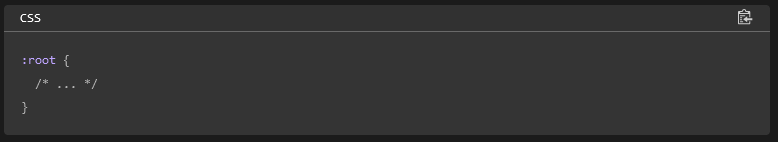 CSS
:root {
  /* ... */
}